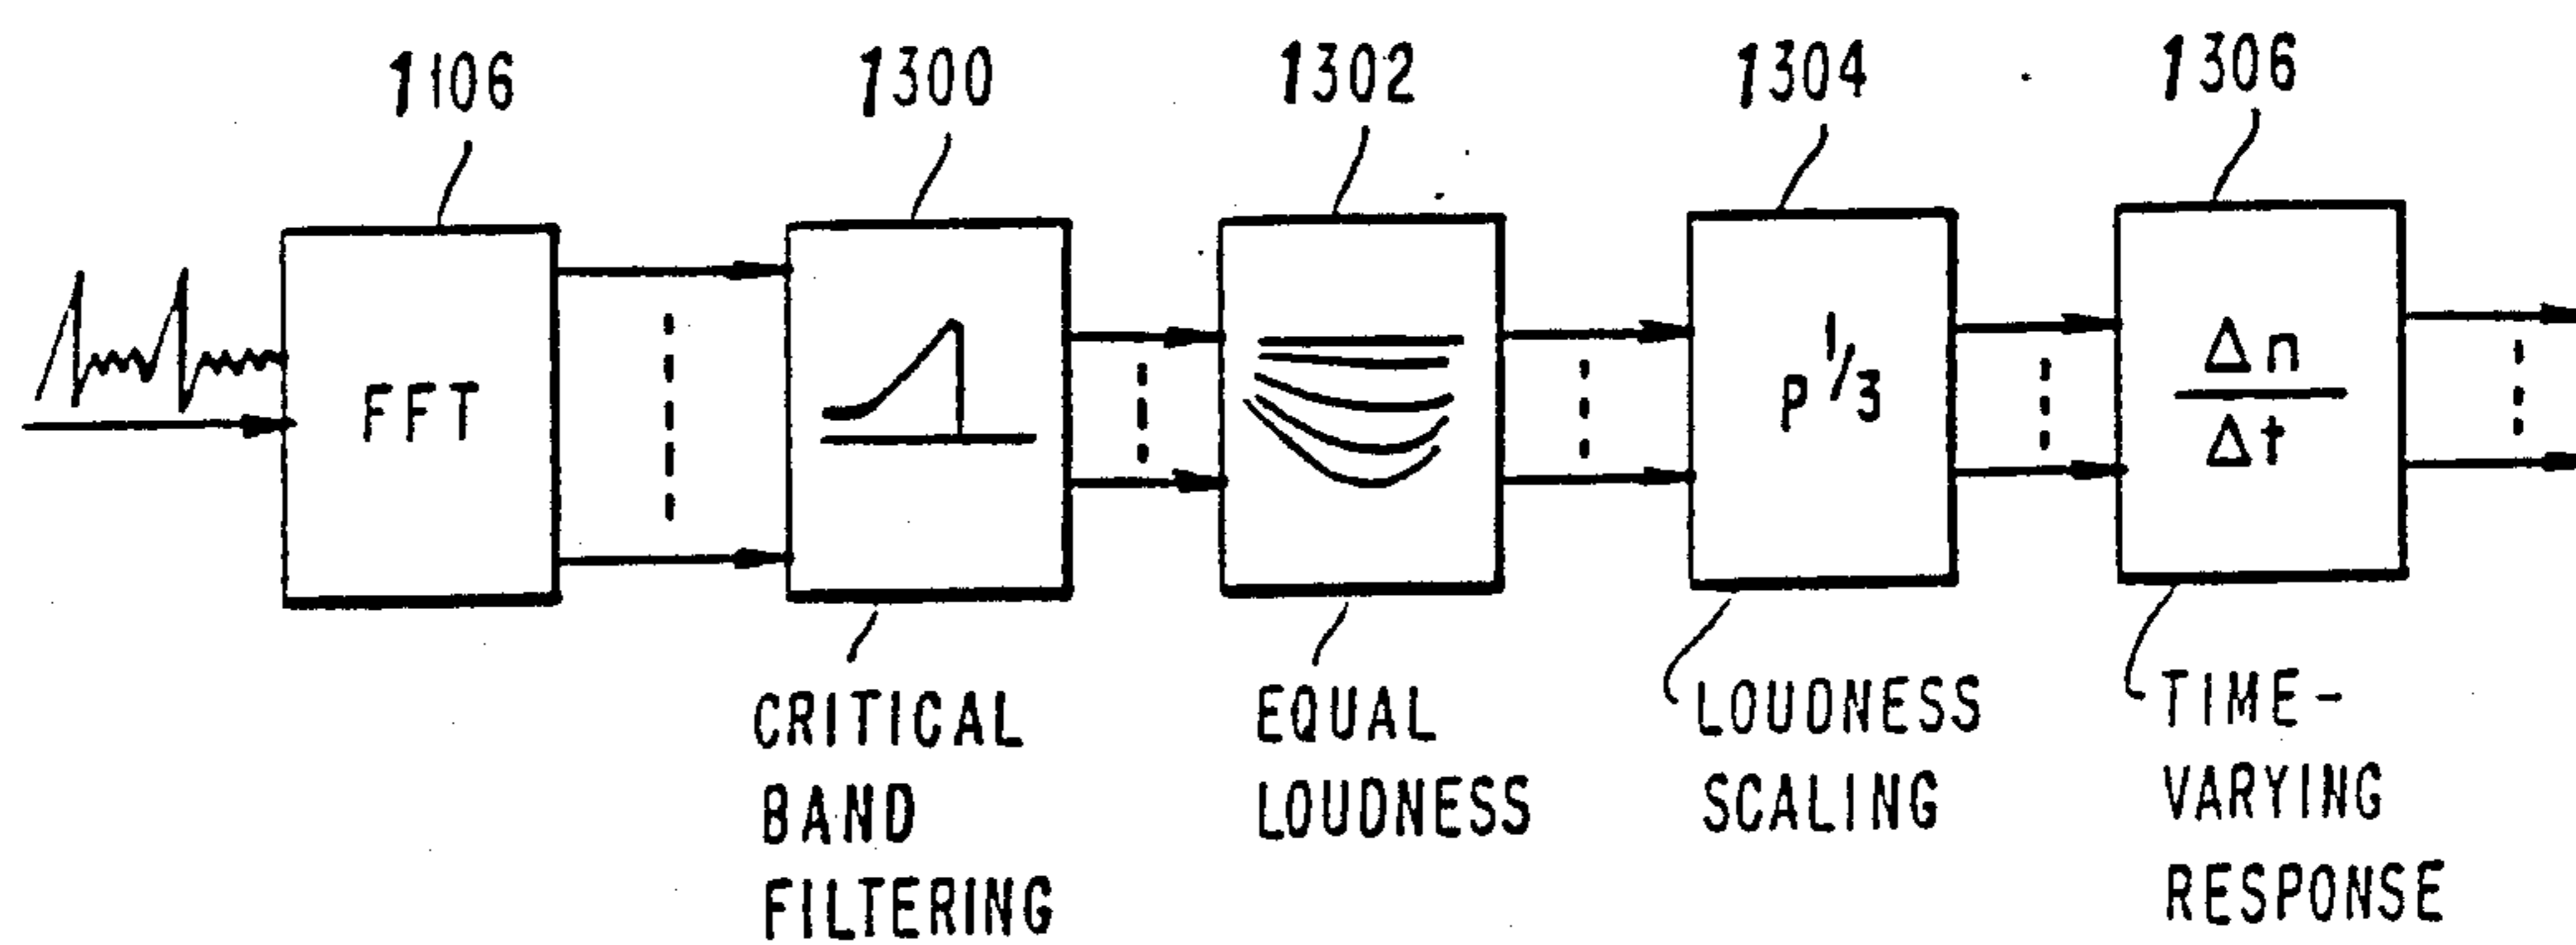 1106 1300 1302 1304 1306
FFT
p 1/3
Δn
Δt
CRITICAL
BAND
FILTERING
EQUAL
LOUDNESS
LOUDNESS
SCALING
TIME-
VARYING
RESPONSE